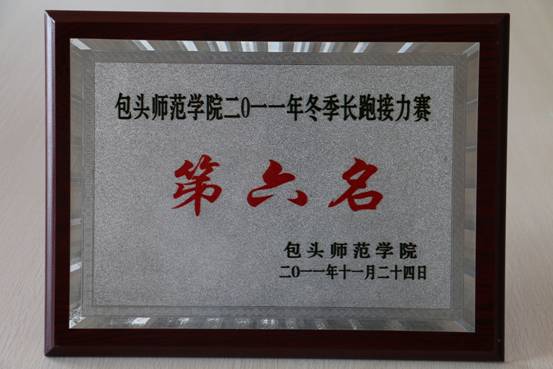 包头师范学院二0一一年冬季长跑接力赛
第六名
包头师范学院
二0一一年十一月二十四日